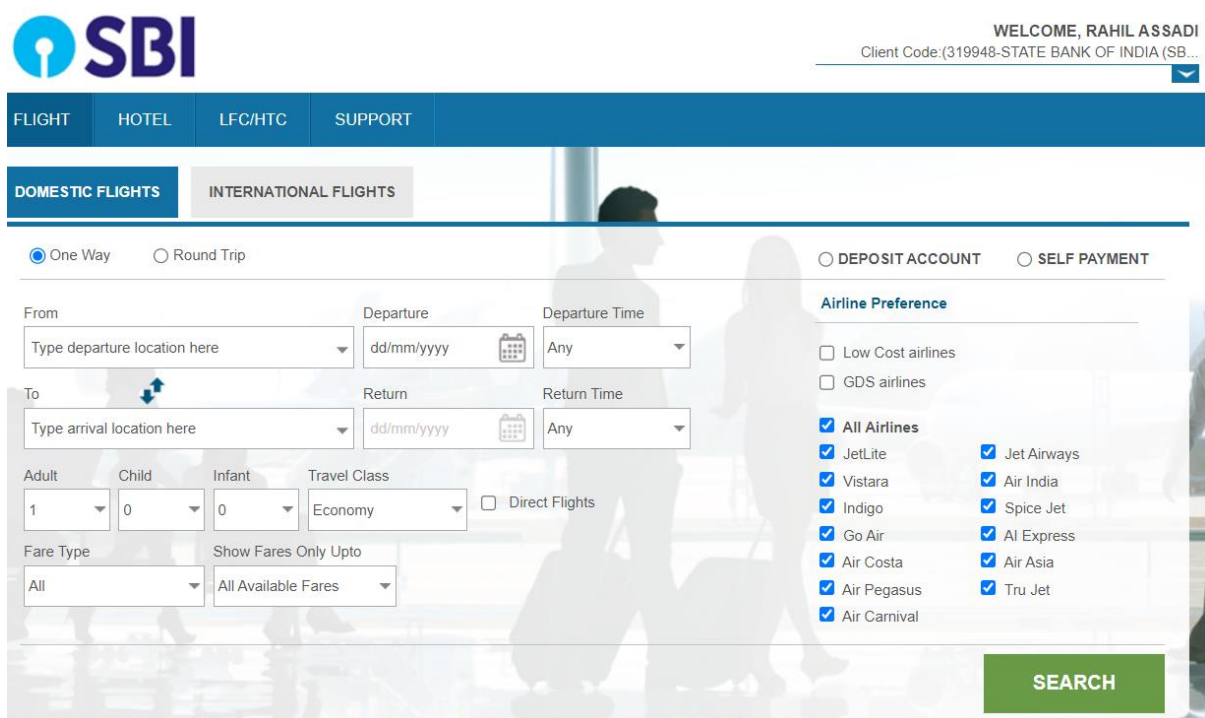 SBI
WELCOME, RAHIL ASSADI
Client Code:(319948-STATE BANK OF INDIA (SB...
FLIGHT HOTEL LFC/HTC SUPPORT
DOMESTIC FLIGHTS INTERNATIONAL FLIGHTS
One Way Round Trip
DEPOSIT ACCOUNT SELF PAYMENT
From Departure Departure Time
Type departure location here dd/mm/yyyy Any
To Return Return Time
Type arrival location here dd/mm/yyyy Any
Adult Child Infant Travel Class
1 0 0 Economy Direct Flights
Fare Type Show Fares Only Upto
All All Available Fares
Airline Preference
Low Cost airlines
GDS airlines
All Airlines
JetLite Jet Airways
Vistara Air India
Indigo Spice Jet
Go Air AI Express
Air Costa Air Asia
Air Pegasus Tru Jet
Air Carnival
SEARCH